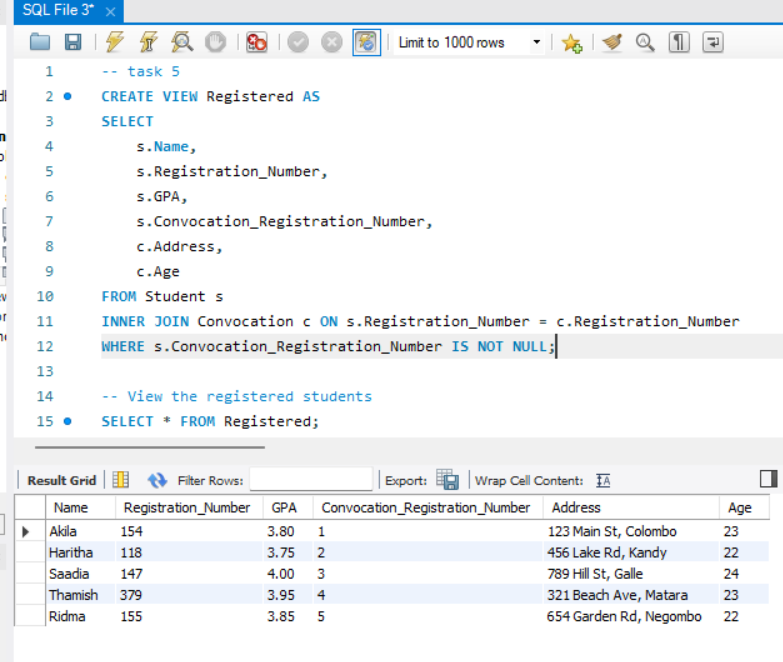 SQL File 3* ×
Limit to 1000 rows
1 -- task 5
2 CREATE VIEW Registered AS
3 SELECT
4 s.Name,
5 s.Registration_Number,
6 s.GPA,
7 s.Convocation_Registration_Number,
8 c.Address,
9 c.Age
10 FROM Student s
11 INNER JOIN Convocation c ON s.Registration_Number = c.Registration_Number
12 WHERE s.Convocation_Registration_Number IS NOT NULL;
13
14 -- View the registered students
15 SELECT * FROM Registered;
Result Grid Filter Rows: Export: Wrap Cell Content:
Name Registration_Number GPA Convocation_Registration_Number Address Age
Akila 154 3.80 1 123 Main St, Colombo 23
Haritha 118 3.75 2 456 Lake Rd, Kandy 22
Saadia 147 4.00 3 789 Hill St, Galle 24
Thamish 379 3.95 4 321 Beach Ave, Matara 23
Ridma 155 3.85 5 654 Garden Rd, Negombo 22